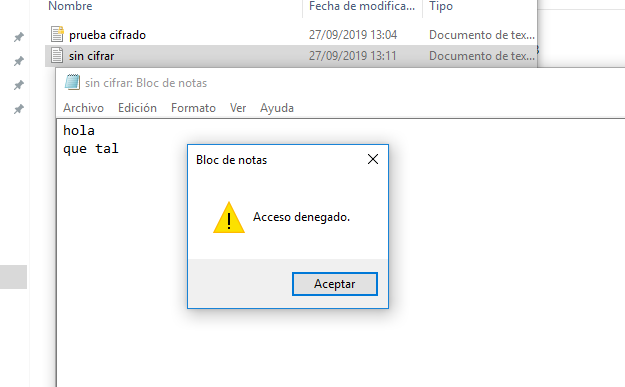 Nombre Fecha de modifica... Tipo
prueba cifrado 27/09/2019 13:04 Documento de tex...
sin cifrar 27/09/2019 13:11 Documento de tex...
sin cifrar: Bloc de notas
Archivo Edición Formato Ver Ayuda
hola
que tal
Bloc de notas
Acceso denegado.
Aceptar